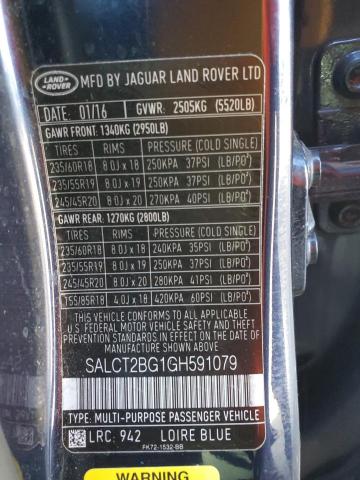 LAND ROVER
MFD BY JAGUAR LAND ROVER LTD
DATE: 01/16 GVWR: 2505KG (5520LB)
GAWR FRONT: 1340KG (2950LB)
TIRES RIMS PRESSURE (COLD SINGLE)
235/60R18 8.0J x 18 250KPA 37PSI (LB/PO²)
235/55R19 8.0J x 19 250KPA 37PSI (LB/PO²)
245/45R20 8.0J x 20 270KPA 40PSI (LB/PO²)
GAWR REAR: 1270KG (2800LB)
TIRES RIMS PRESSURE (COLD SINGLE)
235/60R18 8.0J x 18 240KPA 35PSI (LB/PO²)
235/55R19 8.0J x 19 250KPA 37PSI (LB/PO²)
245/45R20 8.0J x 20 280KPA 41PSI (LB/PO²)
T55/85R18 4.0J x 18 420KPA 60PSI (LB/PO²)
THIS VEHICLE CONFORMS TO ALL APPLICABLE
U.S. FEDERAL MOTOR VEHICLE SAFETY AND THEFT
PREVENTION STANDARDS IN EFFECT ON THE DATE OF
MANUFACTURE SHOWN ABOVE.
SALCT2BG1GH591079
TYPE: MULTI-PURPOSE PASSENGER VEHICLE
LRC: 942 LOIRE BLUE
FK72-1532-BB
WARNING